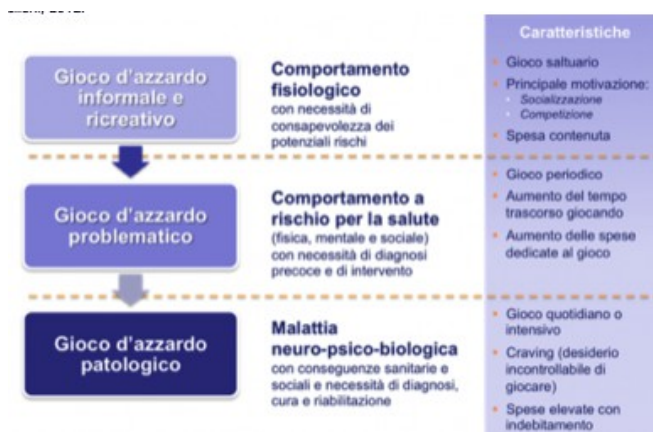 Caratteristiche
Gioco d'azzardo
informale e
ricreativo
Comportamento
fisiologico
con necessità di
consapevolezza dei
potenziali rischi
Gioco saltuario
Principale motivazione:
Socializzazione
Competizione
Spesa contenuta
Gioco d'azzardo
problematico
Comportamento a
rischio per la salute
(fisica, mentale e sociale)
con necessità di diagnosi
precoce e di intervento
Gioco periodico
Aumento del tempo
trascorso giocando
Aumento delle spese
dedicate al gioco
Gioco d'azzardo
patologico
Malattia
neuro-psico-biologica
con conseguenze sanitarie e
sociali e necessità di diagnosi,
cura e riabilitazione
Gioco quotidiano o
intensivo
Craving (desiderio
incontrollabile di
giocare)
Spese elevate con
indebitamento